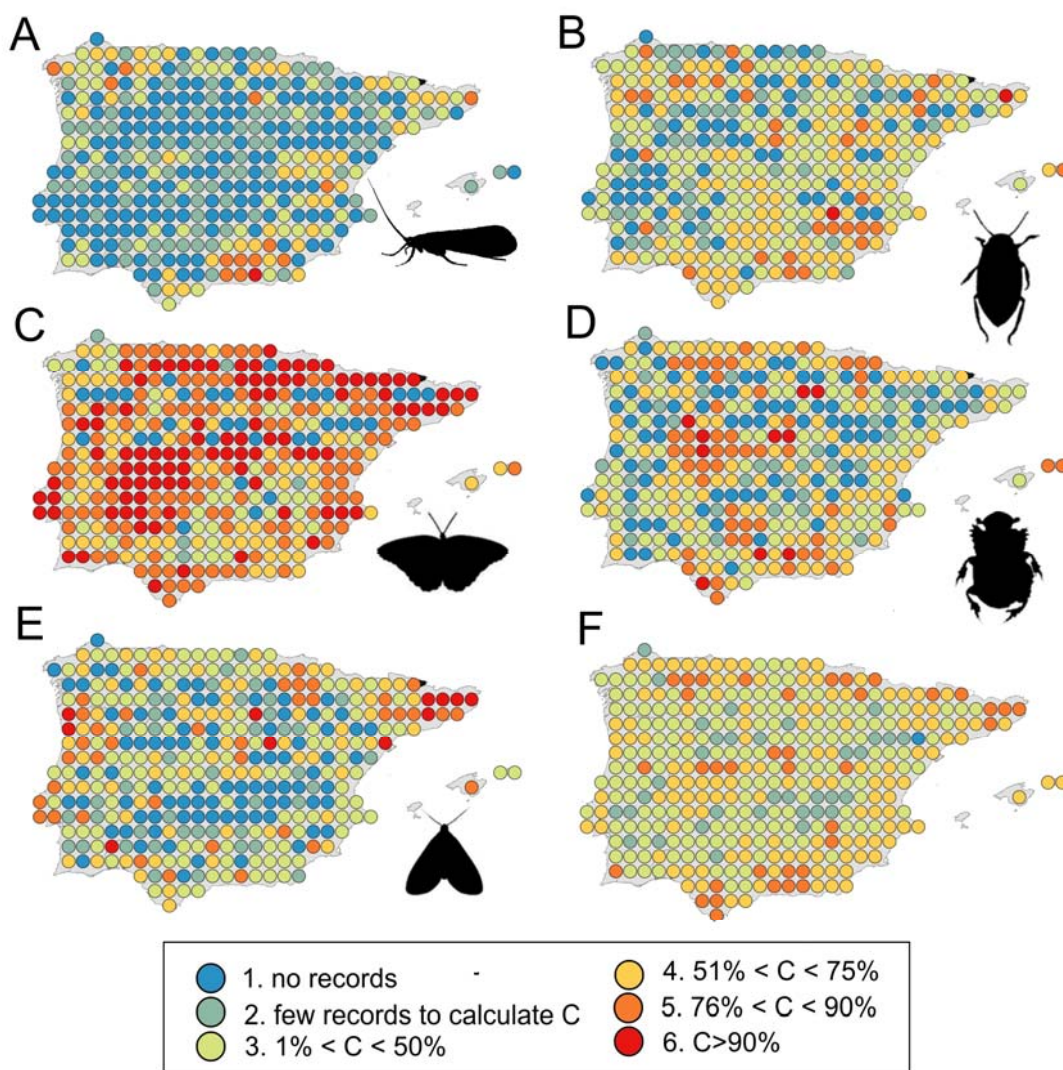 A
B
C
D
E
F
1. no records -
2. few records to calculate C
3. 1% < C < 50%
4. 51% < C < 75%
5. 76% < C < 90%
6. C>90%